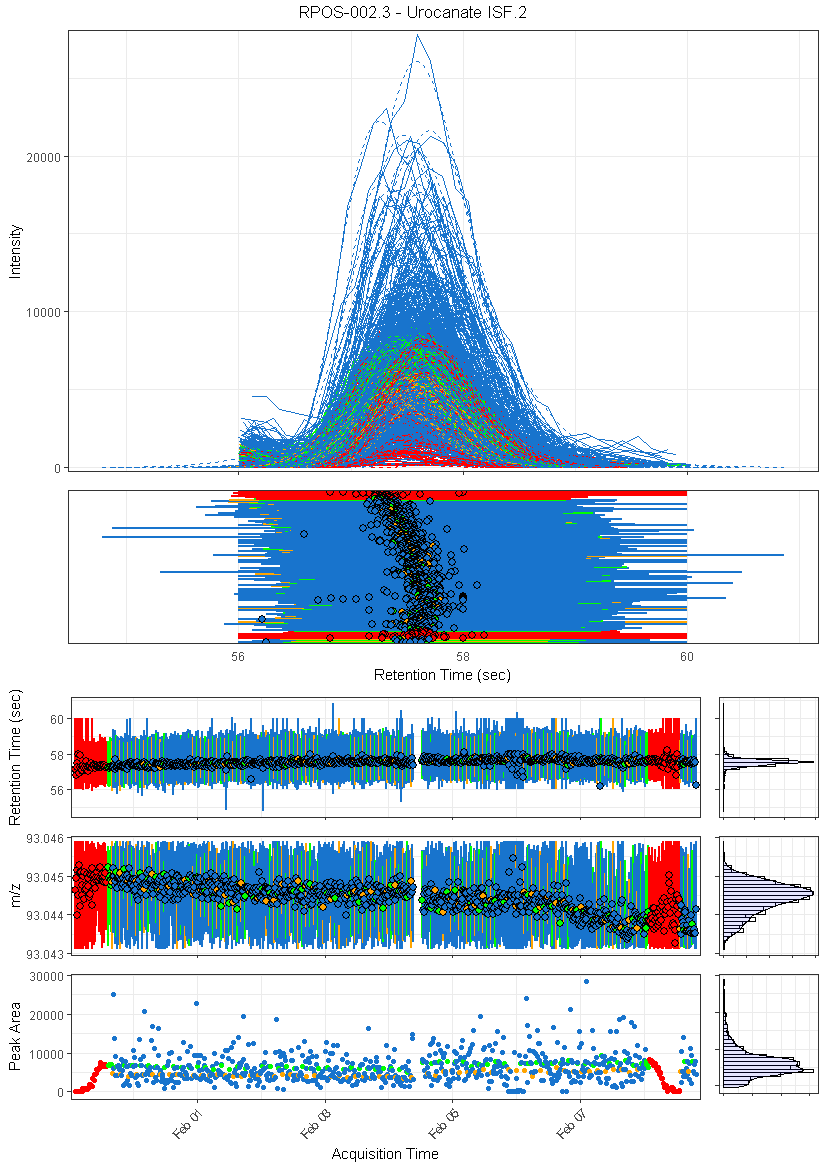 RPOS-002.3 - Urocanate ISF.2
Intensity
20000
10000
0
56
58
60
Retention Time (sec)
Retention Time (sec)
60
58
56
m/z
93.046
93.045
93.044
93.043
Peak Area
30000
20000
10000
0
Feb 01
Feb 03
Feb 05
Feb 07
Acquisition Time